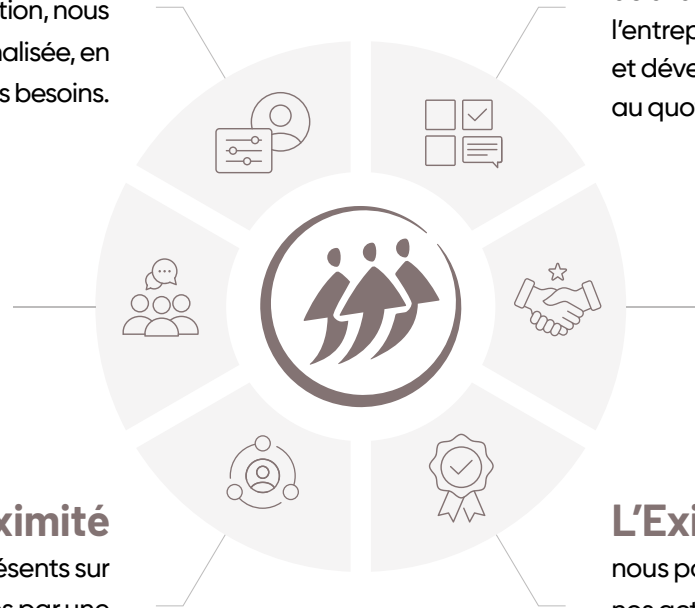 tion, nous
nalisée, en
s besoins.
l'entrep
et déve
au quo
ximité
ésents sur
L'Exi
nous po